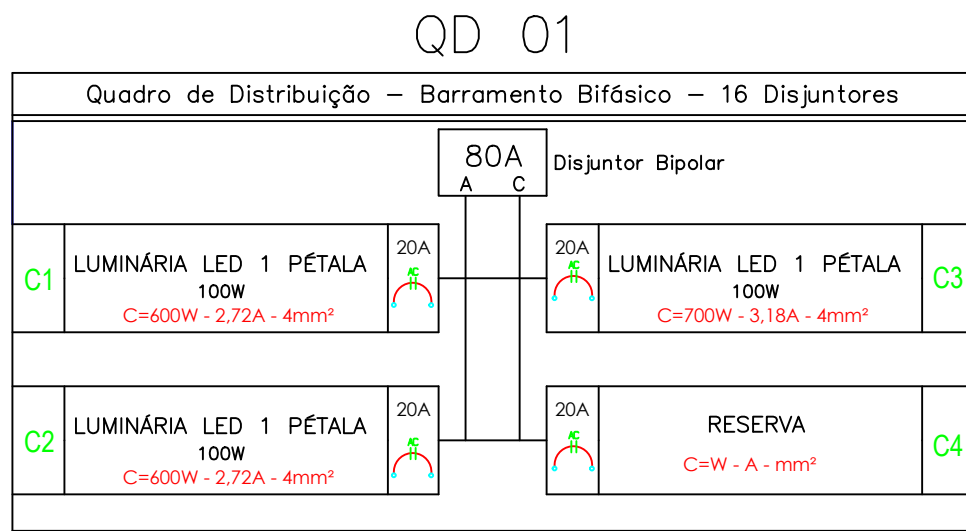 QD 01
Quadro de Distribuição – Barramento Bifásico – 16 Disjuntores
80A
A C
Disjuntor Bipolar
C1
LUMINÁRIA LED 1 PÉTALA
100W
C=600W - 2,72A - 4mm²
20A
AC
20A
AC
LUMINÁRIA LED 1 PÉTALA
100W
C=700W - 3,18A - 4mm²
C3
C2
LUMINÁRIA LED 1 PÉTALA
100W
C=600W - 2,72A - 4mm²
20A
AC
20A
AC
RESERVA
C=W - A - mm²
C4